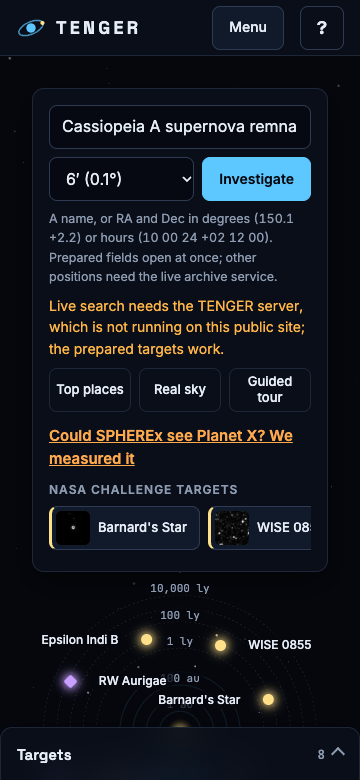 TENGER
Menu
?
Cassiopeia A supernova remna
6′ (0.1°)
Investigate
A name, or RA and Dec in degrees (150.1
+2.2) or hours (10 00 24 +02 12 00).
Prepared fields open at once; other
positions need the live archive service.
Live search needs the TENGER server,
which is not running on this public site;
the prepared targets work.
Top places
Real sky
Guided
tour
Could SPHEREx see Planet X? We
measured it
NASA CHALLENGE TARGETS
Barnard's Star
WISE 085
10,000 ly
100 ly
Epsilon Indi B
1 ly
WISE 0855
RW Aurigae
0 au
Barnard's Star
Targets
8